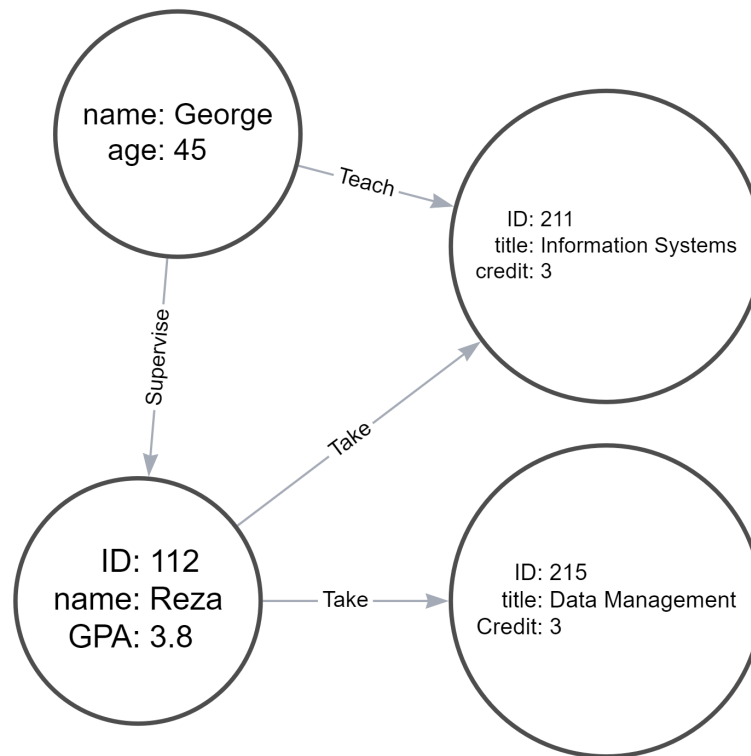 name: George
age: 45
Teach
ID: 211
title: Information Systems
credit: 3
Supervise
Take
ID: 112
name: Reza
GPA: 3.8
Take
ID: 215
title: Data Management
Credit: 3